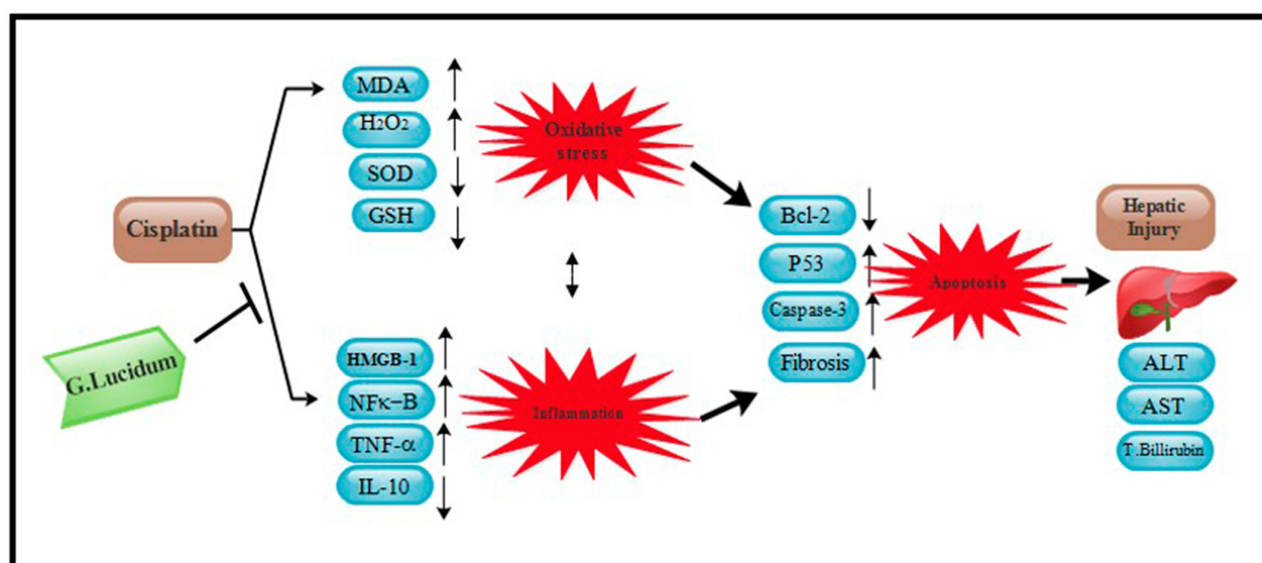 MDA
H2O2
SOD
GSH
Oxidative
stress
Cisplatin
G.Lucidum
HMGB-1
NFκ–B
TNF-α
IL-10
Inflammation
Bcl-2
P53
Caspase-3
Fibrosis
Apoptosis
Hepatic
Injury
ALT
AST
T.Billirubin